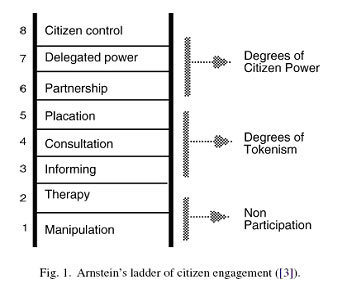 8 Citizen control
7 Delegated power
Degrees of
Citizen Power
6 Partnership
5 Placation
4 Consultation
Degrees of
Tokenism
3 Informing
2 Therapy
Non
Participation
1 Manipulation
Fig. 1. Arnstein's ladder of citizen engagement ([3]).